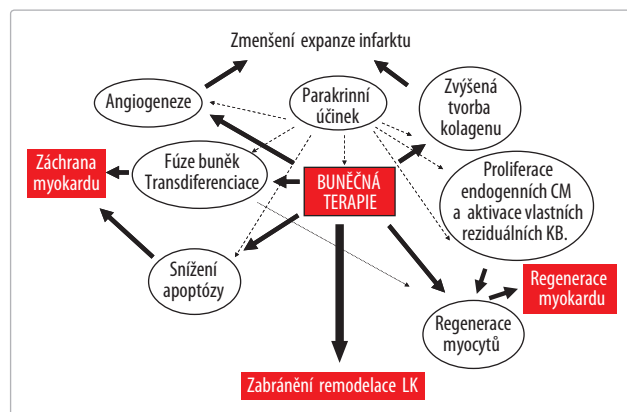 Zmenšení expanze infarktu
Angiogeneze
Parakrinní
účinek
Zvýšená
tvorba
kolagenu
Záchrana
myokardu
Fúze buněk
Transdiferenciace
BUNĚČNÁ
TERAPIE
Proliferace
endogenních CM
a aktivace vlastních
reziduálních KB.
Snížení
apoptózy
Regenerace
myokardu
Regenerace
myocytů
Zabránění remodelace LK